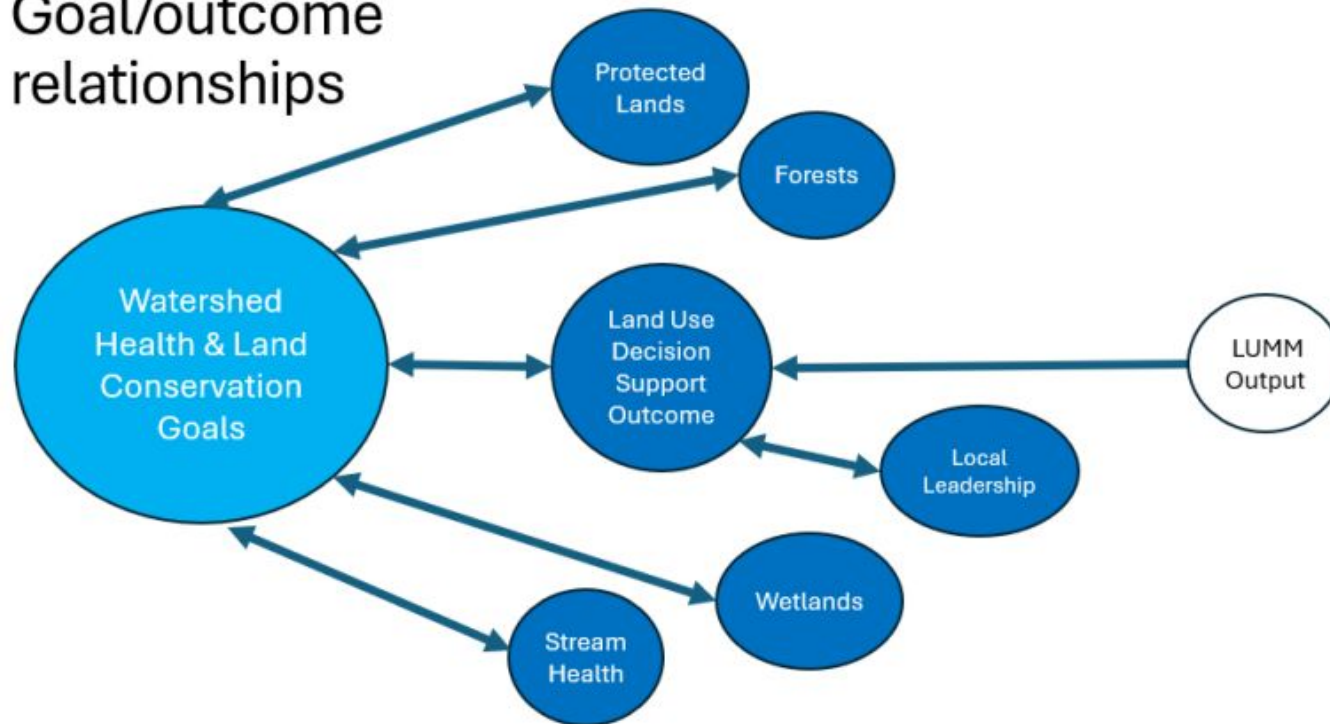 Goal/outcome
relationships
Protected
Lands
Forests
Watershed
Health & Land
Conservation
Goals
Land Use
Decision
Support
Outcome
LUMM
Output
Local
Leadership
Wetlands
Stream
Health